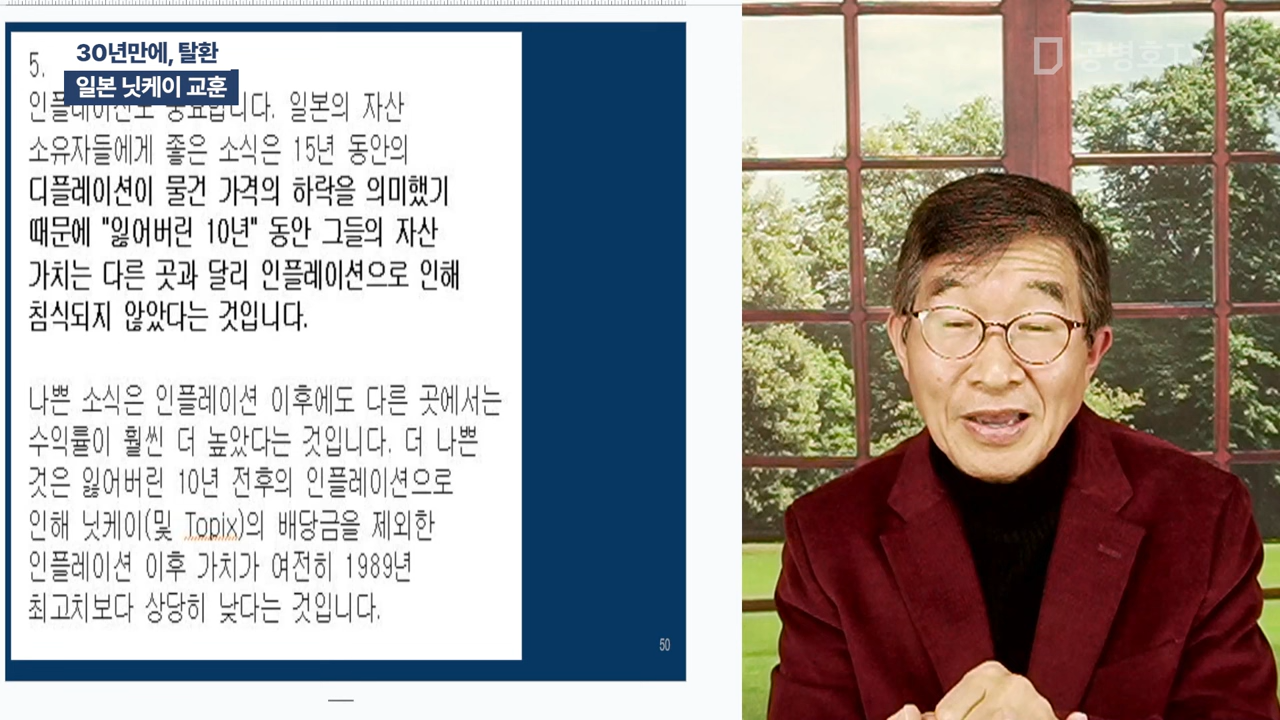 30년만에, 탈환
일본 닛케이 교훈
5.
일본의 자산
소유자들에게 좋은 소식은 15년 동안의
디플레이션이 물건 가격의 하락을 의미했기
때문에 "잃어버린 10년" 동안 그들의 자산
가치는 다른 곳과 달리 인플레이션으로 인해
침식되지 않았다는 것입니다.
나쁜 소식은 인플레이션 이후에도 다른 곳에서는
수익률이 훨씬 더 높았다는 것입니다. 더 나쁜
것은 잃어버린 10년 전후의 인플레이션으로
인해 닛케이(및 Topix)의 배당금을 제외한
인플레이션 이후 가치가 여전히 1989년
최고치보다 상당히 낮다는 것입니다.
50
공병호TV